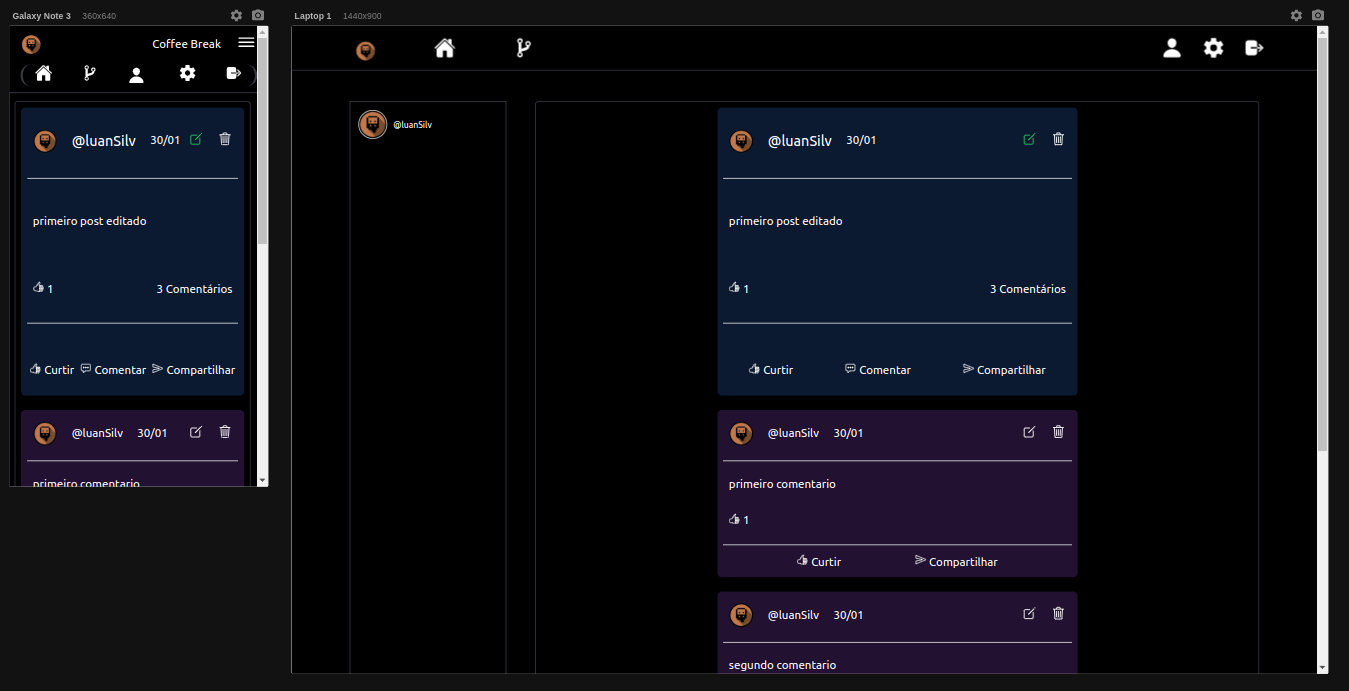 Galaxy Note 3 360x640
Coffee Break
@luanSilv 30/01
primeiro post editado
1 3 Comentários
Curtir Comentar Compartilhar
@luanSilv 30/01
primeiro comentario
Laptop 1 1440x900
@luanSilv
@luanSilv 30/01
primeiro post editado
1 3 Comentários
Curtir Comentar Compartilhar
@luanSilv 30/01
primeiro comentario
1
Curtir Compartilhar
@luanSilv 30/01
segundo comentario